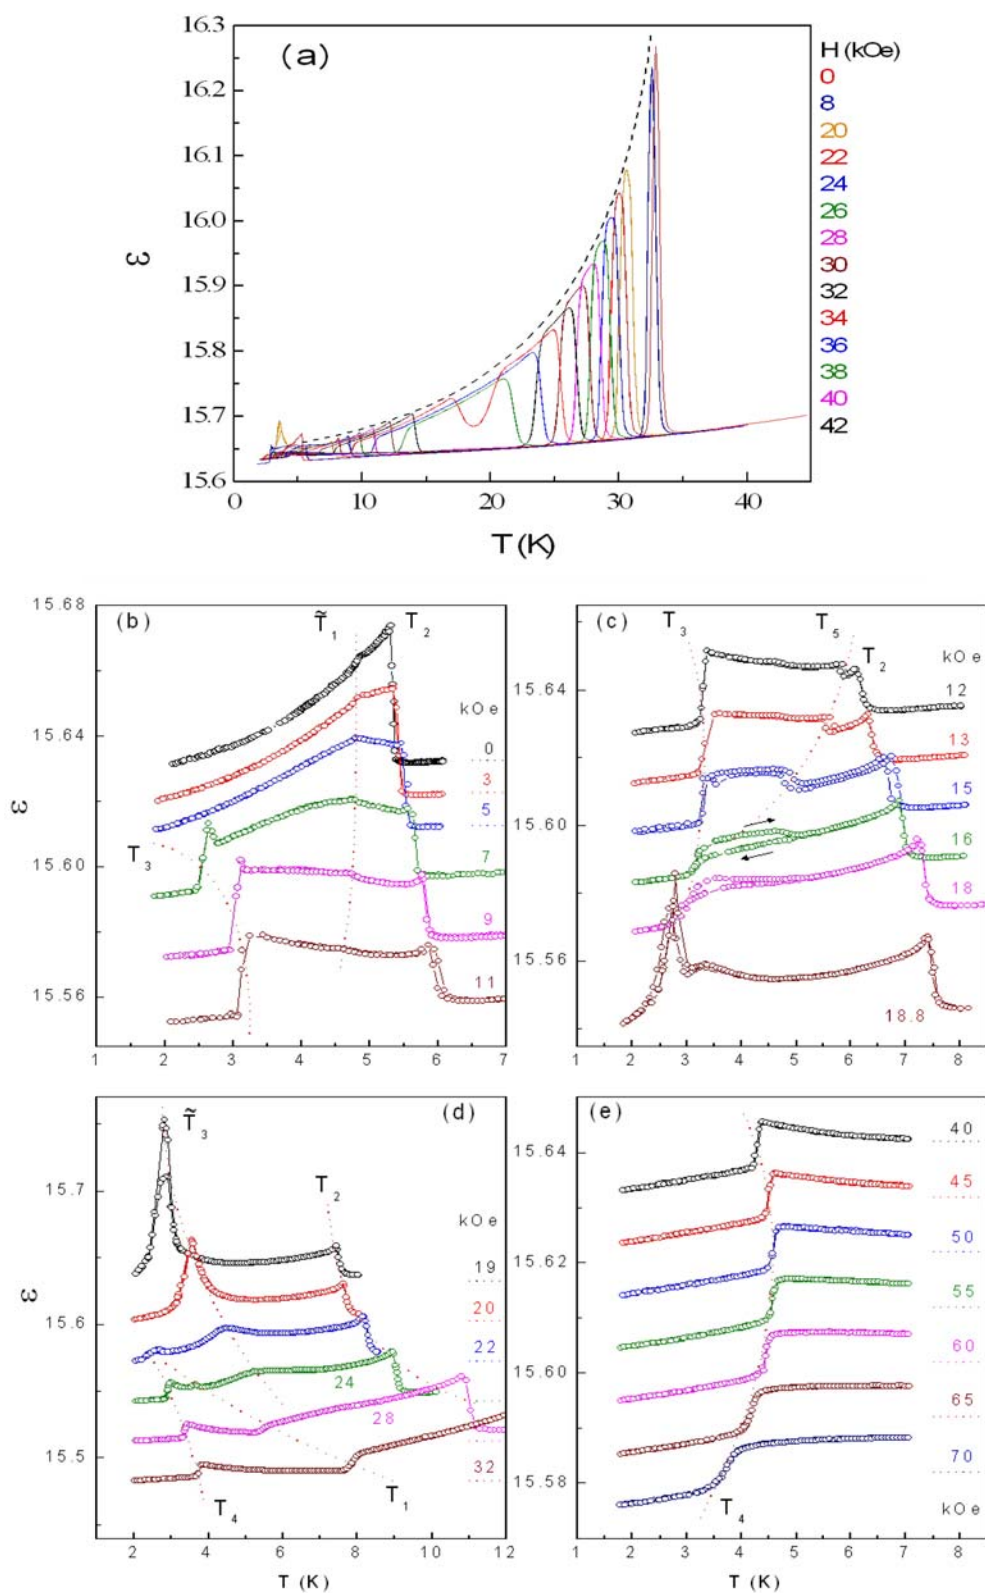 (a)
H (kOe)
0
8
20
22
24
26
28
30
32
34
36
38
40
42
16.3
16.2
16.1
16.0
15.9
15.8
15.7
15.6
ε
0 10 20 30 40
T (K)
(b)
T̃1 T2
T3
kOe
0
3
5
7
9
11
15.68
15.64
15.60
15.56
ε
1 2 3 4 5 6 7
(c)
T3 T5 T2
kOe
12
13
15
16
18
18.8
15.64
15.60
15.56
1 2 3 4 5 6 7 8
(d)
T̃3
T2
kOe
19
20
22
24
28
32
T4 T1
15.7
15.6
15.5
ε
2 4 6 8 10 12
T (K)
(e)
40
45
50
55
60
65
70
kOe
T4
15.64
15.62
15.60
15.58
1 2 3 4 5 6 7 8
T (K)